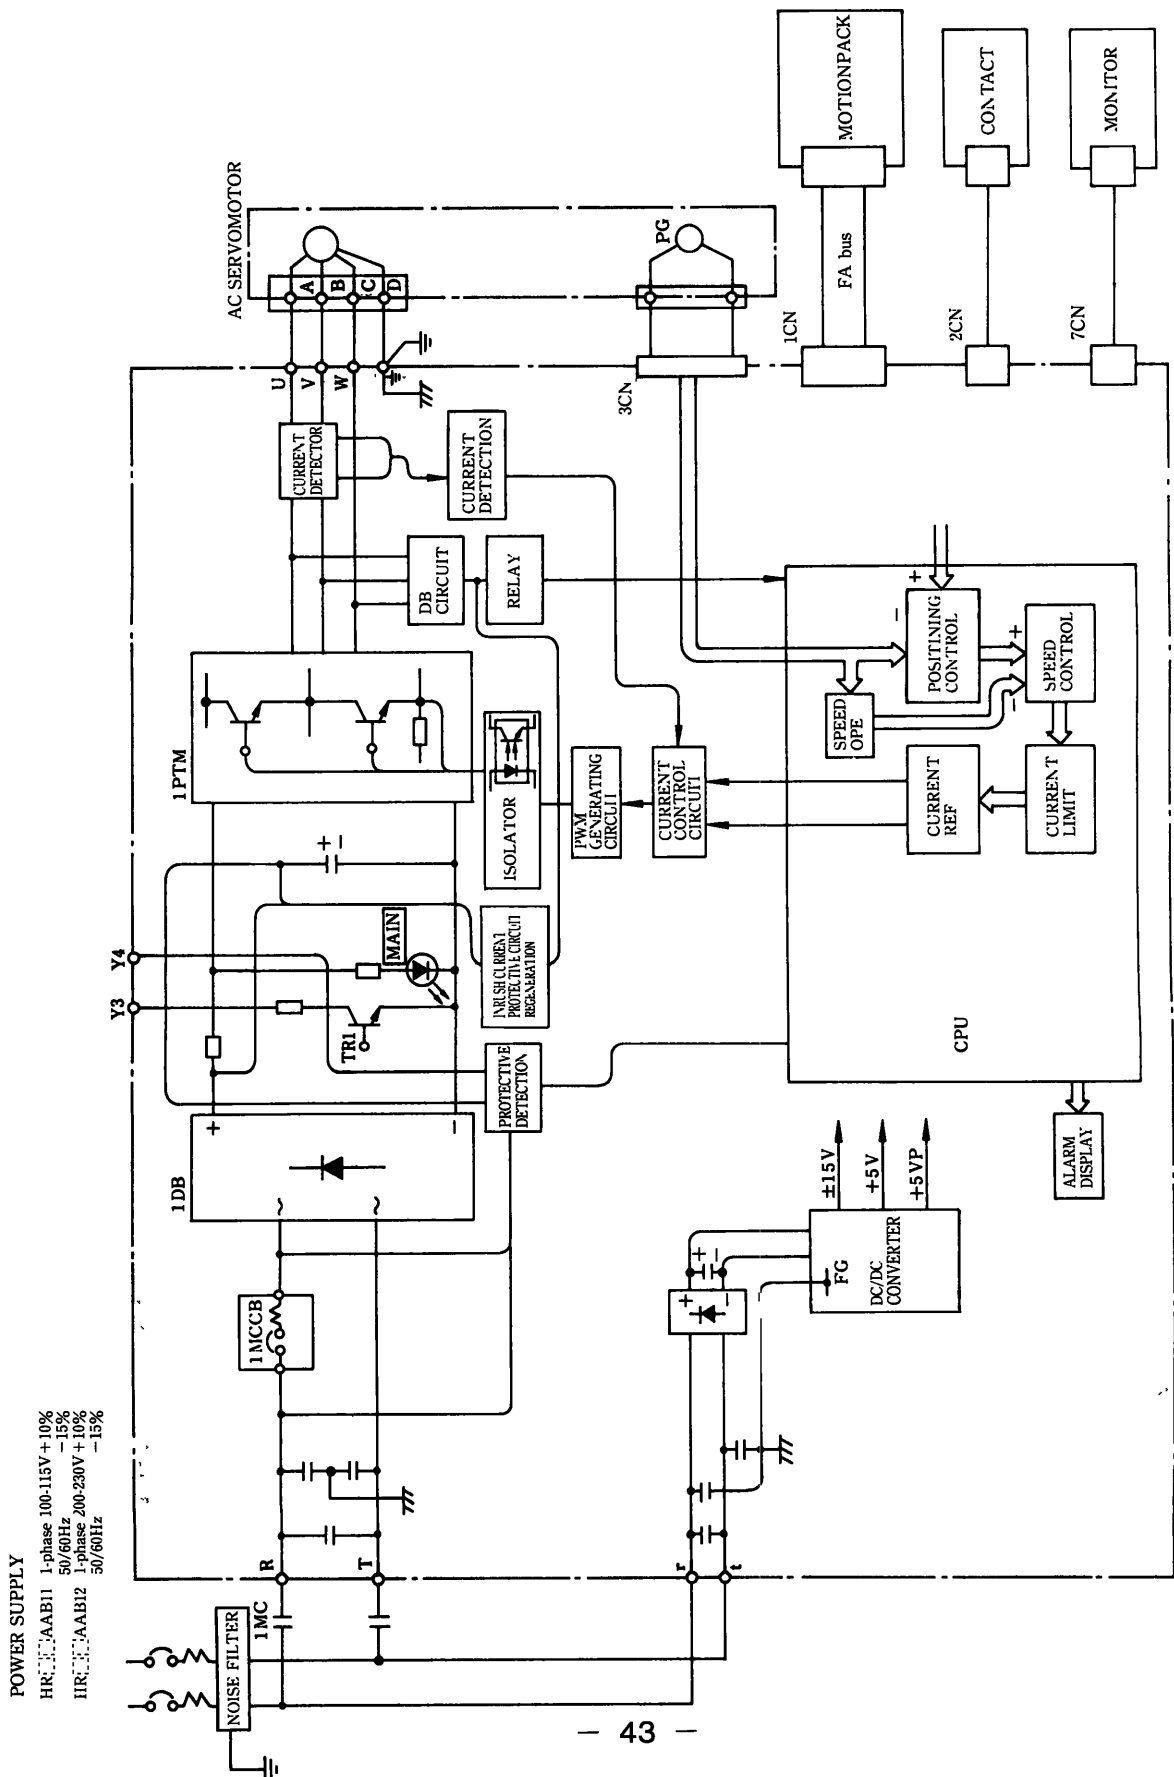 POWER SUPPLY
HR AAB11 1-phase 100-115V +10%
−15%
50/60Hz
HR AAB12 1-phase 200-230V +10%
−15%
50/60Hz
NOISE FILTER
1MC
R
T
r
t
1MCCB
1DB
+
−
~
~
Y3
Y4
TR1
MAIN
+
−
1PTM
U
V
W
AC SERVOMOTOR
A
B
C
D
PG
CURRENT
DETECTOR
CURRENT
DETECTION
DB
CIRCUIT
RELAY
ISOLATOR
INRUSH CURRENT
PROTECTIVE CIRCUIT
REGENERATION
PROTECTIVE
DETECTION
PWM
GENERATING
CIRCUIT
CURRENT
CONTROL
CIRCUIT
3CN
1CN
FA bus
MOTIONPACK
2CN
CONTACT
7CN
MONITOR
+
−
+
−
FG
DC/DC
CONVERTER
±15V
+5V
+5VP
CPU
ALARM
DISPLAY
CURRENT
REF
CURRENT
LIMIT
SPEED
OPE
−
+
POSITINING
CONTROL
+
−
SPEED
CONTROL
— 43 —